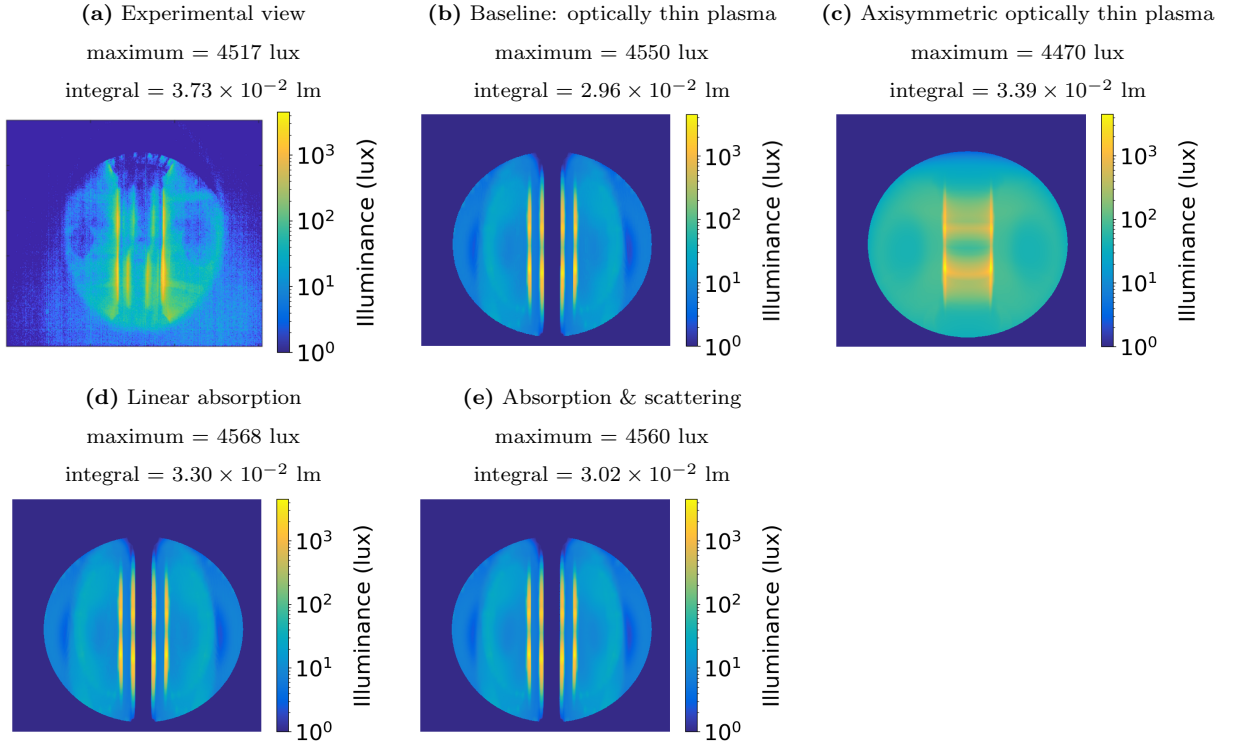 (a) Experimental view
maximum = 4517 lux
integral = 3.73 × 10⁻² lm
10³
10²
10¹
10⁰
Illuminance (lux)
(b) Baseline: optically thin plasma
maximum = 4550 lux
integral = 2.96 × 10⁻² lm
10³
10²
10¹
10⁰
Illuminance (lux)
(c) Axisymmetric optically thin plasma
maximum = 4470 lux
integral = 3.39 × 10⁻² lm
10³
10²
10¹
10⁰
Illuminance (lux)
(d) Linear absorption
maximum = 4568 lux
integral = 3.30 × 10⁻² lm
10³
10²
10¹
10⁰
Illuminance (lux)
(e) Absorption & scattering
maximum = 4560 lux
integral = 3.02 × 10⁻² lm
10³
10²
10¹
10⁰
Illuminance (lux)